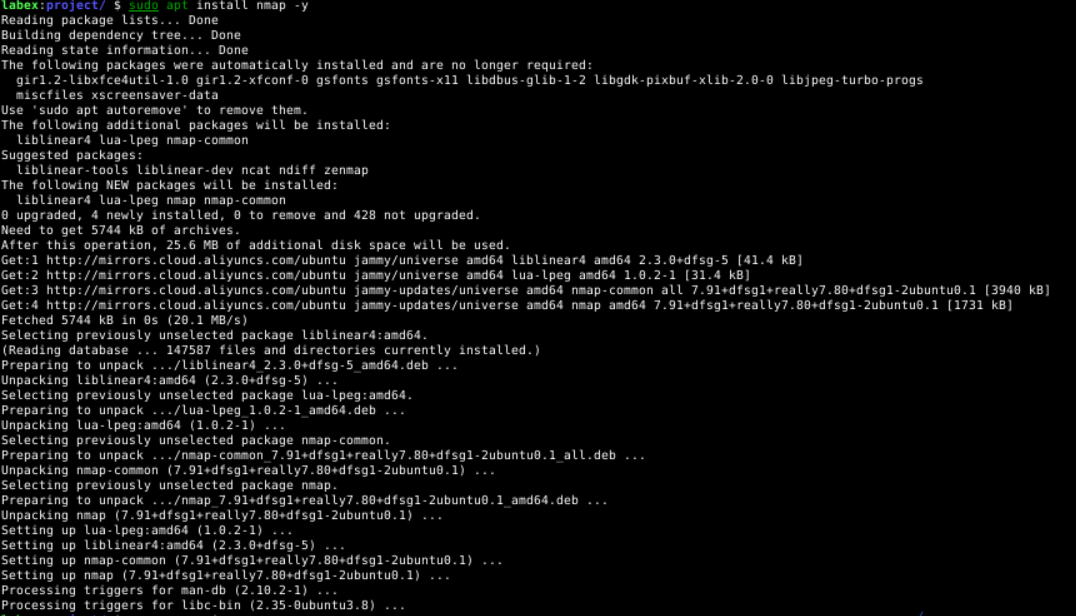 labex:project/ $ sudo apt install nmap -y
Reading package lists... Done
Building dependency tree... Done
Reading state information... Done
The following packages were automatically installed and are no longer required:
  gir1.2-libxfce4util-1.0 gir1.2-xfconf-0 gsfonts gsfonts-x11 libdbus-glib-1-2 libgdk-pixbuf-xlib-2.0-0 libjpeg-turbo-progs
  miscfiles xscreensaver-data
Use 'sudo apt autoremove' to remove them.
The following additional packages will be installed:
  liblinear4 lua-lpeg nmap-common
Suggested packages:
  liblinear-tools liblinear-dev ncat ndiff zenmap
The following NEW packages will be installed:
  liblinear4 lua-lpeg nmap nmap-common
0 upgraded, 4 newly installed, 0 to remove and 428 not upgraded.
Need to get 5744 kB of archives.
After this operation, 25.6 MB of additional disk space will be used.
Get:1 http://mirrors.cloud.aliyuncs.com/ubuntu jammy/universe amd64 liblinear4 amd64 2.3.0+dfsg-5 [41.4 kB]
Get:2 http://mirrors.cloud.aliyuncs.com/ubuntu jammy/universe amd64 lua-lpeg amd64 1.0.2-1 [31.4 kB]
Get:3 http://mirrors.cloud.aliyuncs.com/ubuntu jammy-updates/universe amd64 nmap-common all 7.91+dfsg1+really7.80+dfsg1-2ubuntu0.1 [3940 kB]
Get:4 http://mirrors.cloud.aliyuncs.com/ubuntu jammy-updates/universe amd64 nmap amd64 7.91+dfsg1+really7.80+dfsg1-2ubuntu0.1 [1731 kB]
Fetched 5744 kB in 0s (20.1 MB/s)
Selecting previously unselected package liblinear4:amd64.
(Reading database ... 147587 files and directories currently installed.)
Preparing to unpack .../liblinear4_2.3.0+dfsg-5_amd64.deb ...
Unpacking liblinear4:amd64 (2.3.0+dfsg-5) ...
Selecting previously unselected package lua-lpeg:amd64.
Preparing to unpack .../lua-lpeg_1.0.2-1_amd64.deb ...
Unpacking lua-lpeg:amd64 (1.0.2-1) ...
Selecting previously unselected package nmap-common.
Preparing to unpack .../nmap-common_7.91+dfsg1+really7.80+dfsg1-2ubuntu0.1_all.deb ...
Unpacking nmap-common (7.91+dfsg1+really7.80+dfsg1-2ubuntu0.1) ...
Selecting previously unselected package nmap.
Preparing to unpack .../nmap_7.91+dfsg1+really7.80+dfsg1-2ubuntu0.1_amd64.deb ...
Unpacking nmap (7.91+dfsg1+really7.80+dfsg1-2ubuntu0.1) ...
Setting up lua-lpeg:amd64 (1.0.2-1) ...
Setting up liblinear4:amd64 (2.3.0+dfsg-5) ...
Setting up nmap-common (7.91+dfsg1+really7.80+dfsg1-2ubuntu0.1) ...
Setting up nmap (7.91+dfsg1+really7.80+dfsg1-2ubuntu0.1) ...
Processing triggers for man-db (2.10.2-1) ...
Processing triggers for libc-bin (2.35-0ubuntu3.8) ...